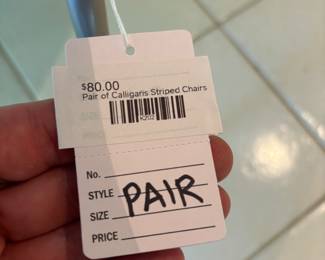 $80.00
Pair of Calligaris Striped Chairs
No.
STYLE
PAIR
SIZE
PRICE